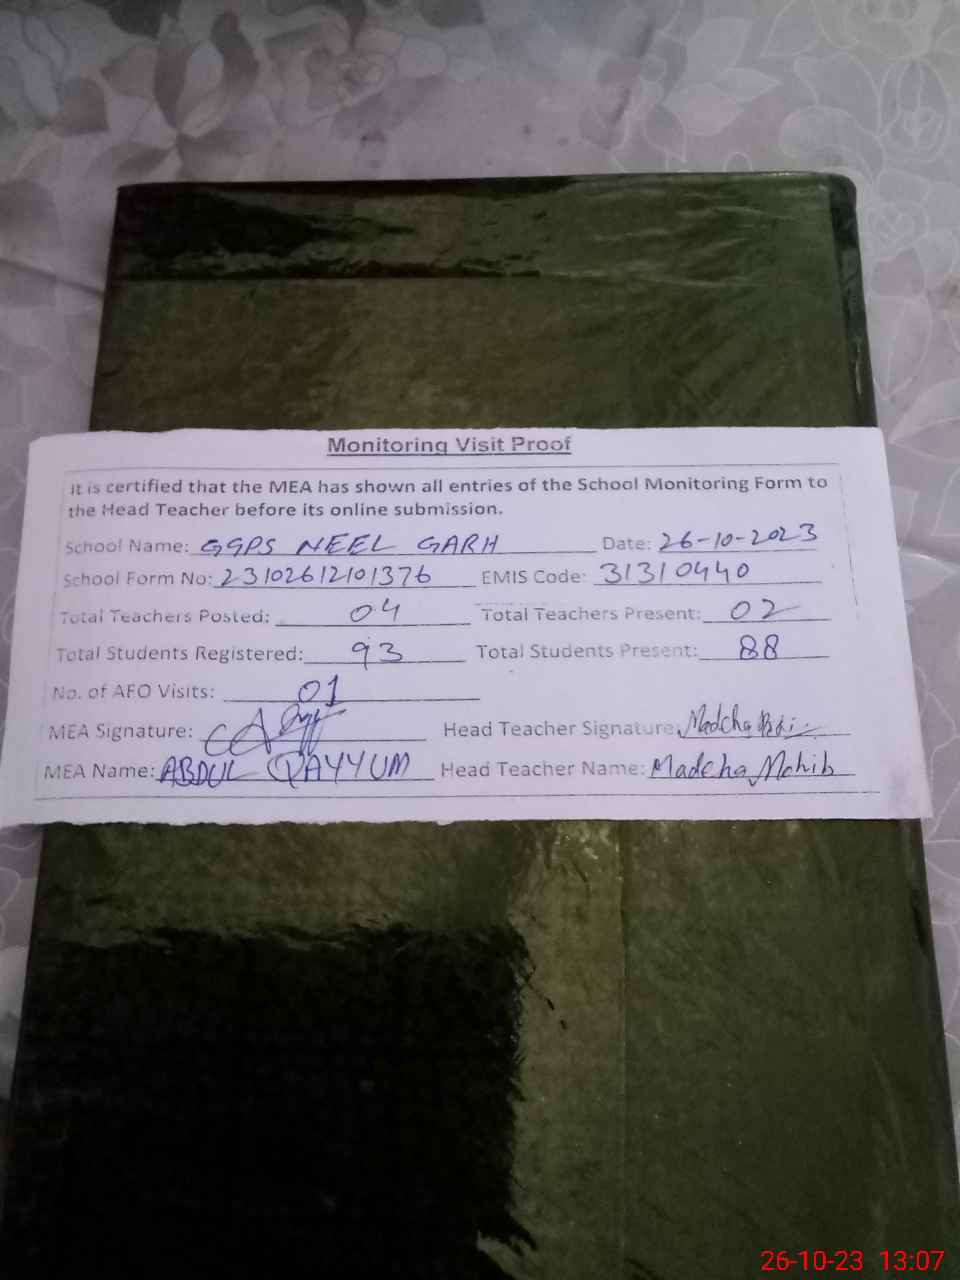 Monitoring Visit Proof
It is certified that the MEA has shown all entries of the School Monitoring Form to
the Head Teacher before its online submission.
School Name: GGPS NEEL GARH Date: 26-10-2023
School Form No: 23102612101376 EMIS Code: 31310440
Total Teachers Posted: 04 Total Teachers Present: 02
Total Students Registered: 93 Total Students Present: 88
No. of AEO Visits: 01
MEA Signature: Head Teacher Signature:
MEA Name: ABDUL QAYYUM Head Teacher Name: Madeha Mohib
26-10-23 13:07